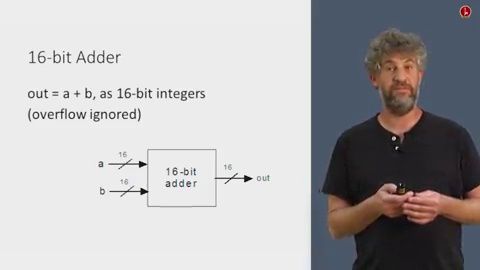 16-bit Adder
out = a + b, as 16-bit integers
(overflow ignored)
a 16
16-bit adder
16 out
b 16